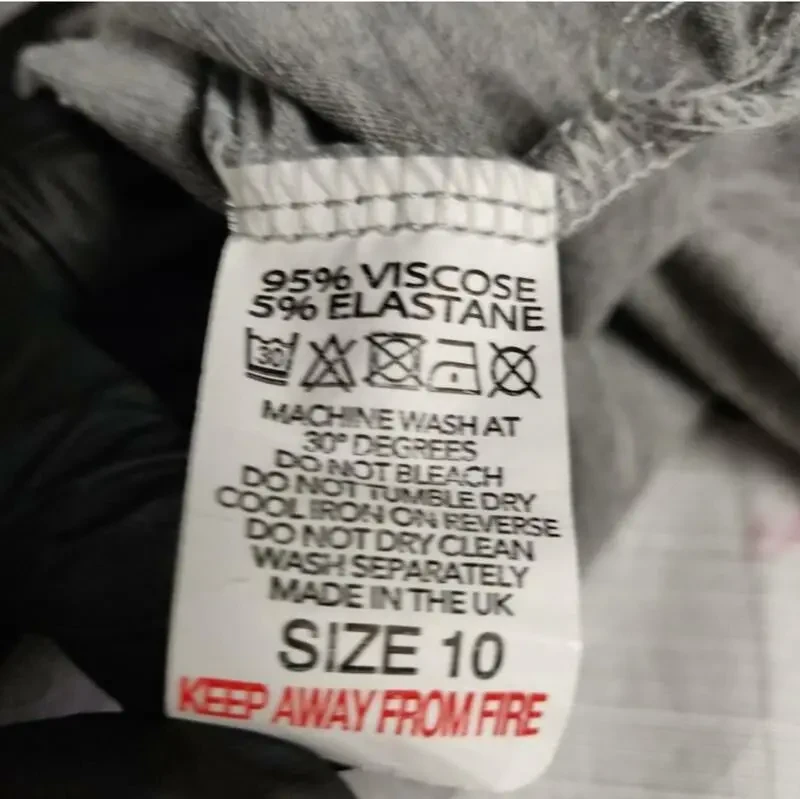 95% VISCOSE
5% ELASTANE
30
MACHINE WASH AT
30° DEGREES
DO NOT BLEACH
DO NOT TUMBLE DRY
COOL IRON ON REVERSE
DO NOT DRY CLEAN
WASH SEPARATELY
MADE IN THE UK
SIZE 10
KEEP AWAY FROM FIRE